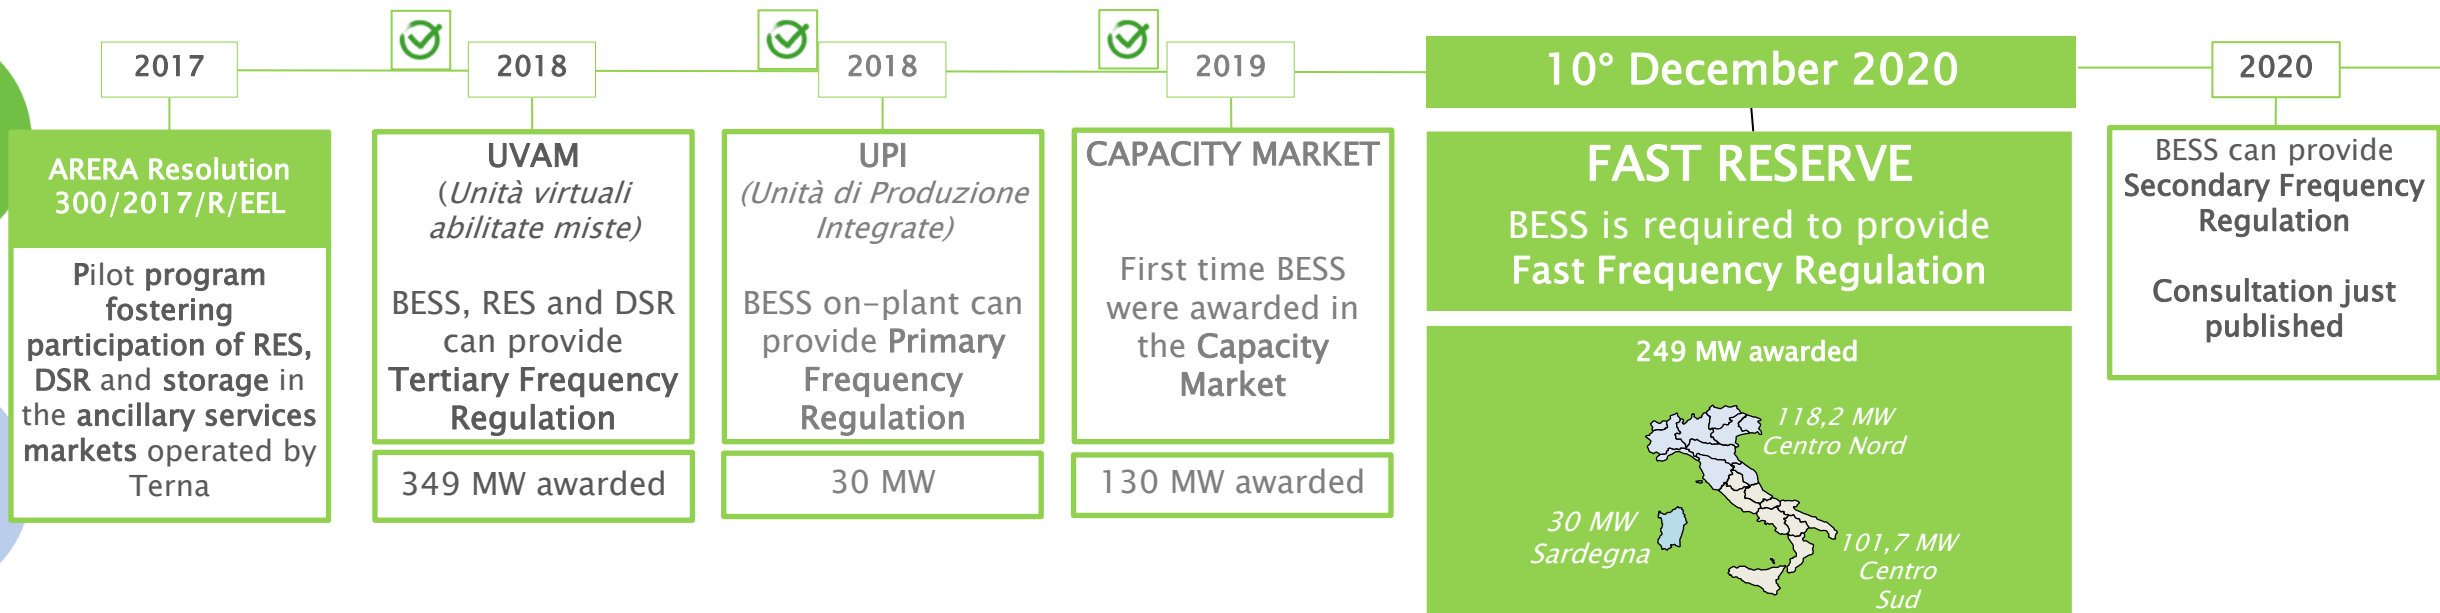 2017
ARERA Resolution
300/2017/R/EEL
Pilot program
fostering
participation of RES,
DSR and storage in
the ancillary services
markets operated by
Terna
2018
UVAM
(Unità virtuali
abilitate miste)
BESS, RES and DSR
can provide
Tertiary Frequency
Regulation
349 MW awarded
2018
UPI
(Unità di Produzione
Integrate)
BESS on-plant can
provide Primary
Frequency
Regulation
30 MW
2019
CAPACITY MARKET
First time BESS
were awarded in
the Capacity
Market
130 MW awarded
10° December 2020
FAST RESERVE
BESS is required to provide
Fast Frequency Regulation
249 MW awarded
118,2 MW
Centro Nord
30 MW
Sardegna
101,7 MW
Centro
Sud
2020
BESS can provide
Secondary Frequency
Regulation
Consultation just
published